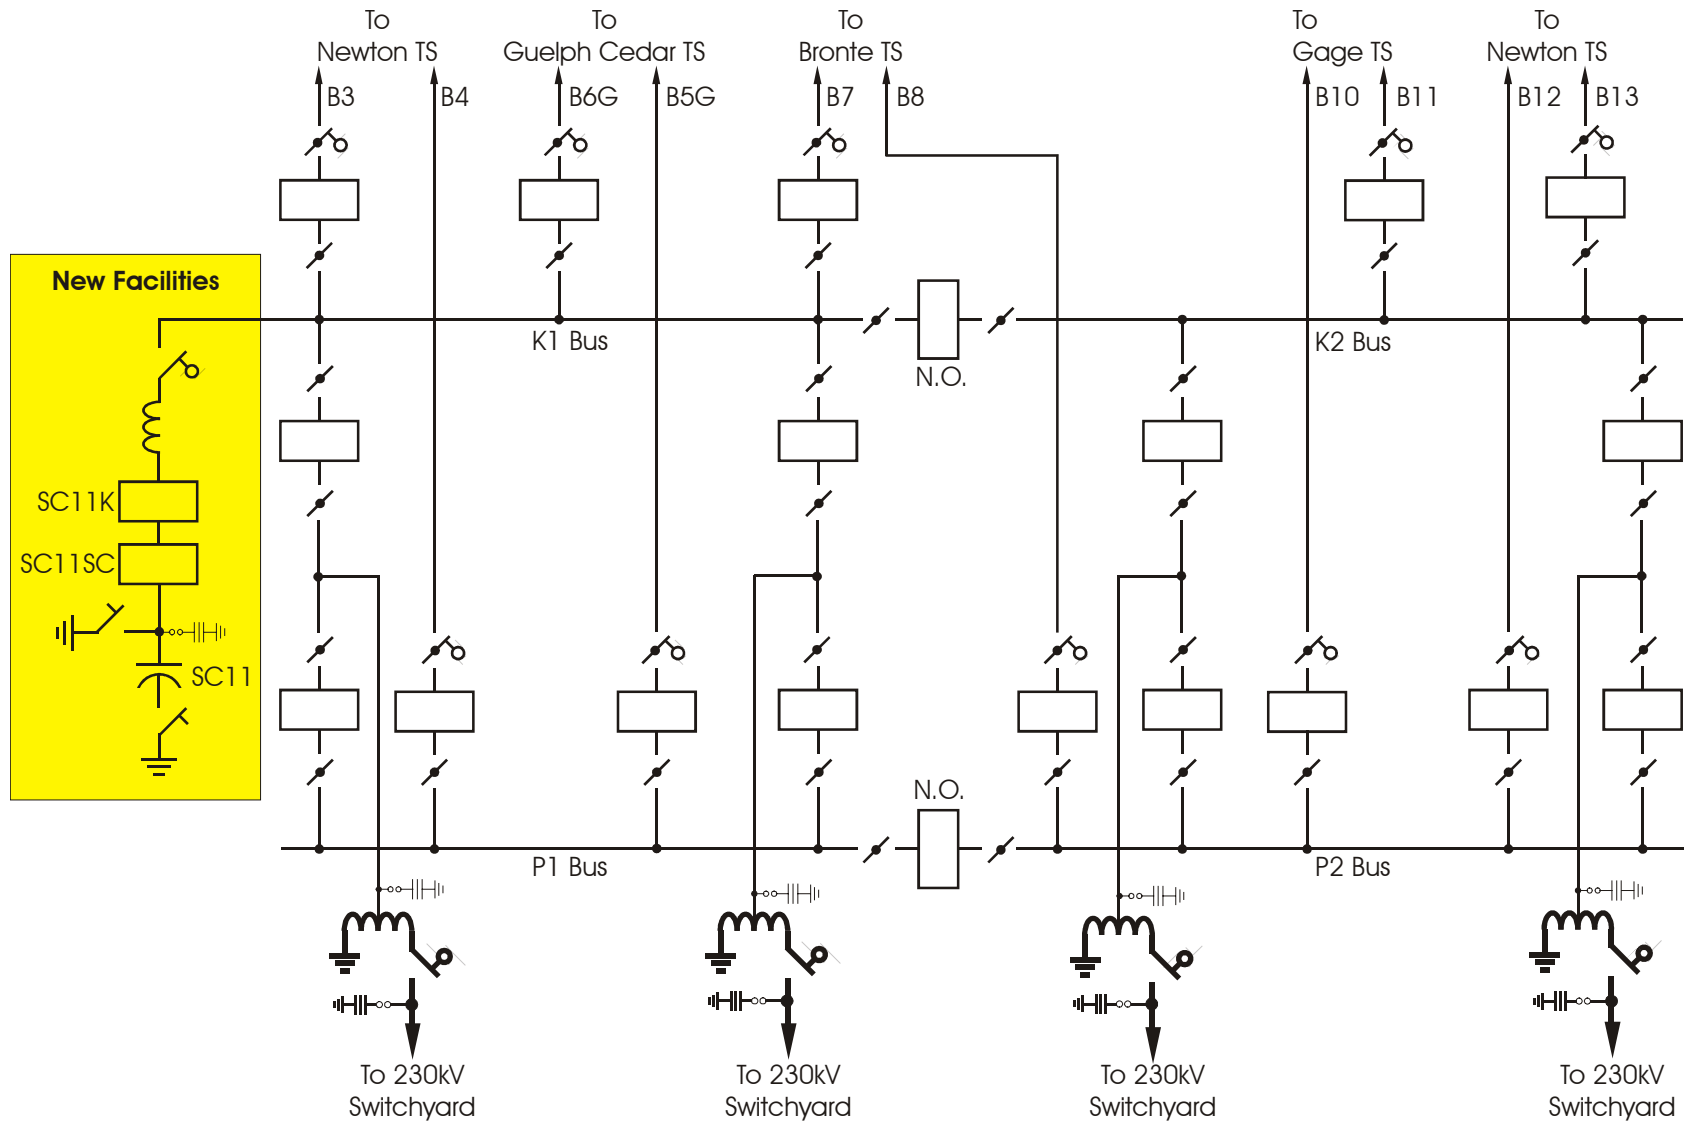 To
Newton TS
To
Guelph Cedar TS
To
Bronte TS
To
Gage TS
To
Newton TS
B3
B4
B6G
B5G
B7
B8
B10
B11
B12
B13
New Facilities
K1 Bus
N.O.
K2 Bus
SC11K
SC11SC
SC11
N.O.
P1 Bus
P2 Bus
To 230kV
Switchyard
To 230kV
Switchyard
To 230kV
Switchyard
To 230kV
Switchyard